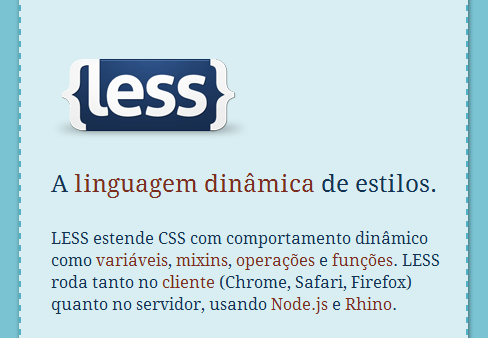 {less}
A linguagem dinâmica de estilos.
LESS estende CSS com comportamento dinâmico
como variáveis, mixins, operações e funções. LESS
roda tanto no cliente (Chrome, Safari, Firefox)
quanto no servidor, usando Node.js e Rhino.